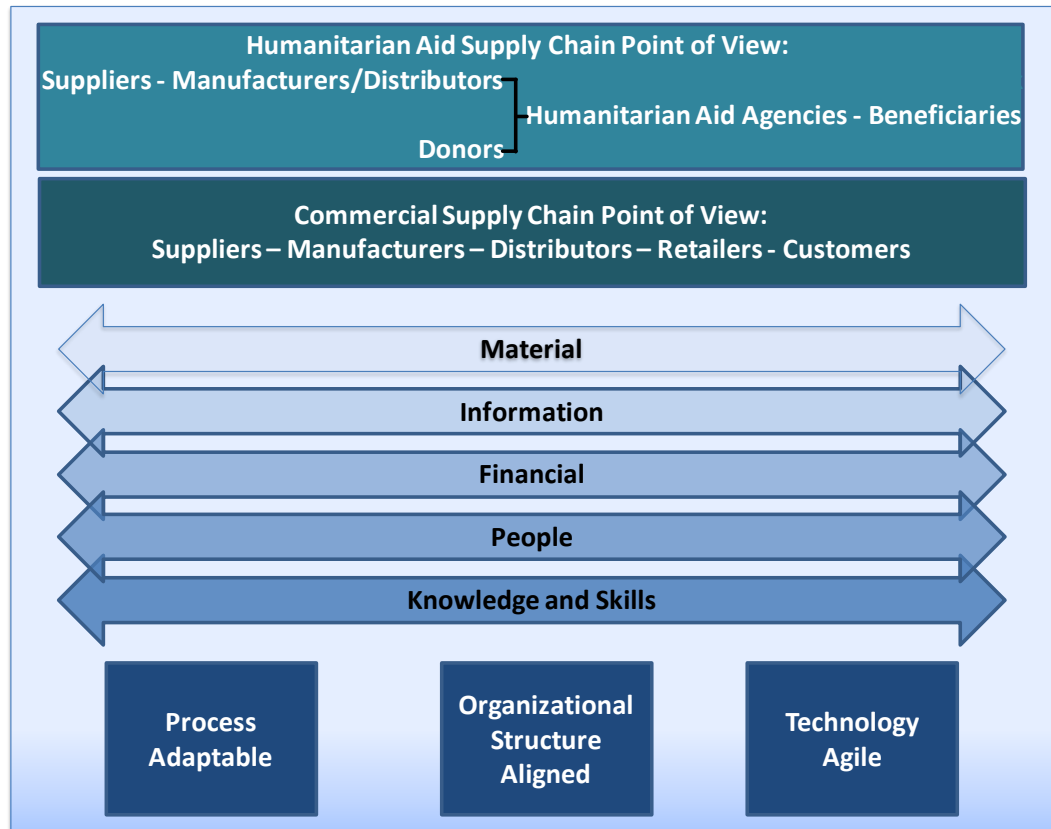 Humanitarian Aid Supply Chain Point of View:
Suppliers - Manufacturers/Distributors
Humanitarian Aid Agencies - Beneficiaries
Donors
Commercial Supply Chain Point of View:
Suppliers – Manufacturers – Distributors – Retailers - Customers
Material
Information
Financial
People
Knowledge and Skills
Process
Adaptable
Organizational
Structure
Aligned
Technology
Agile